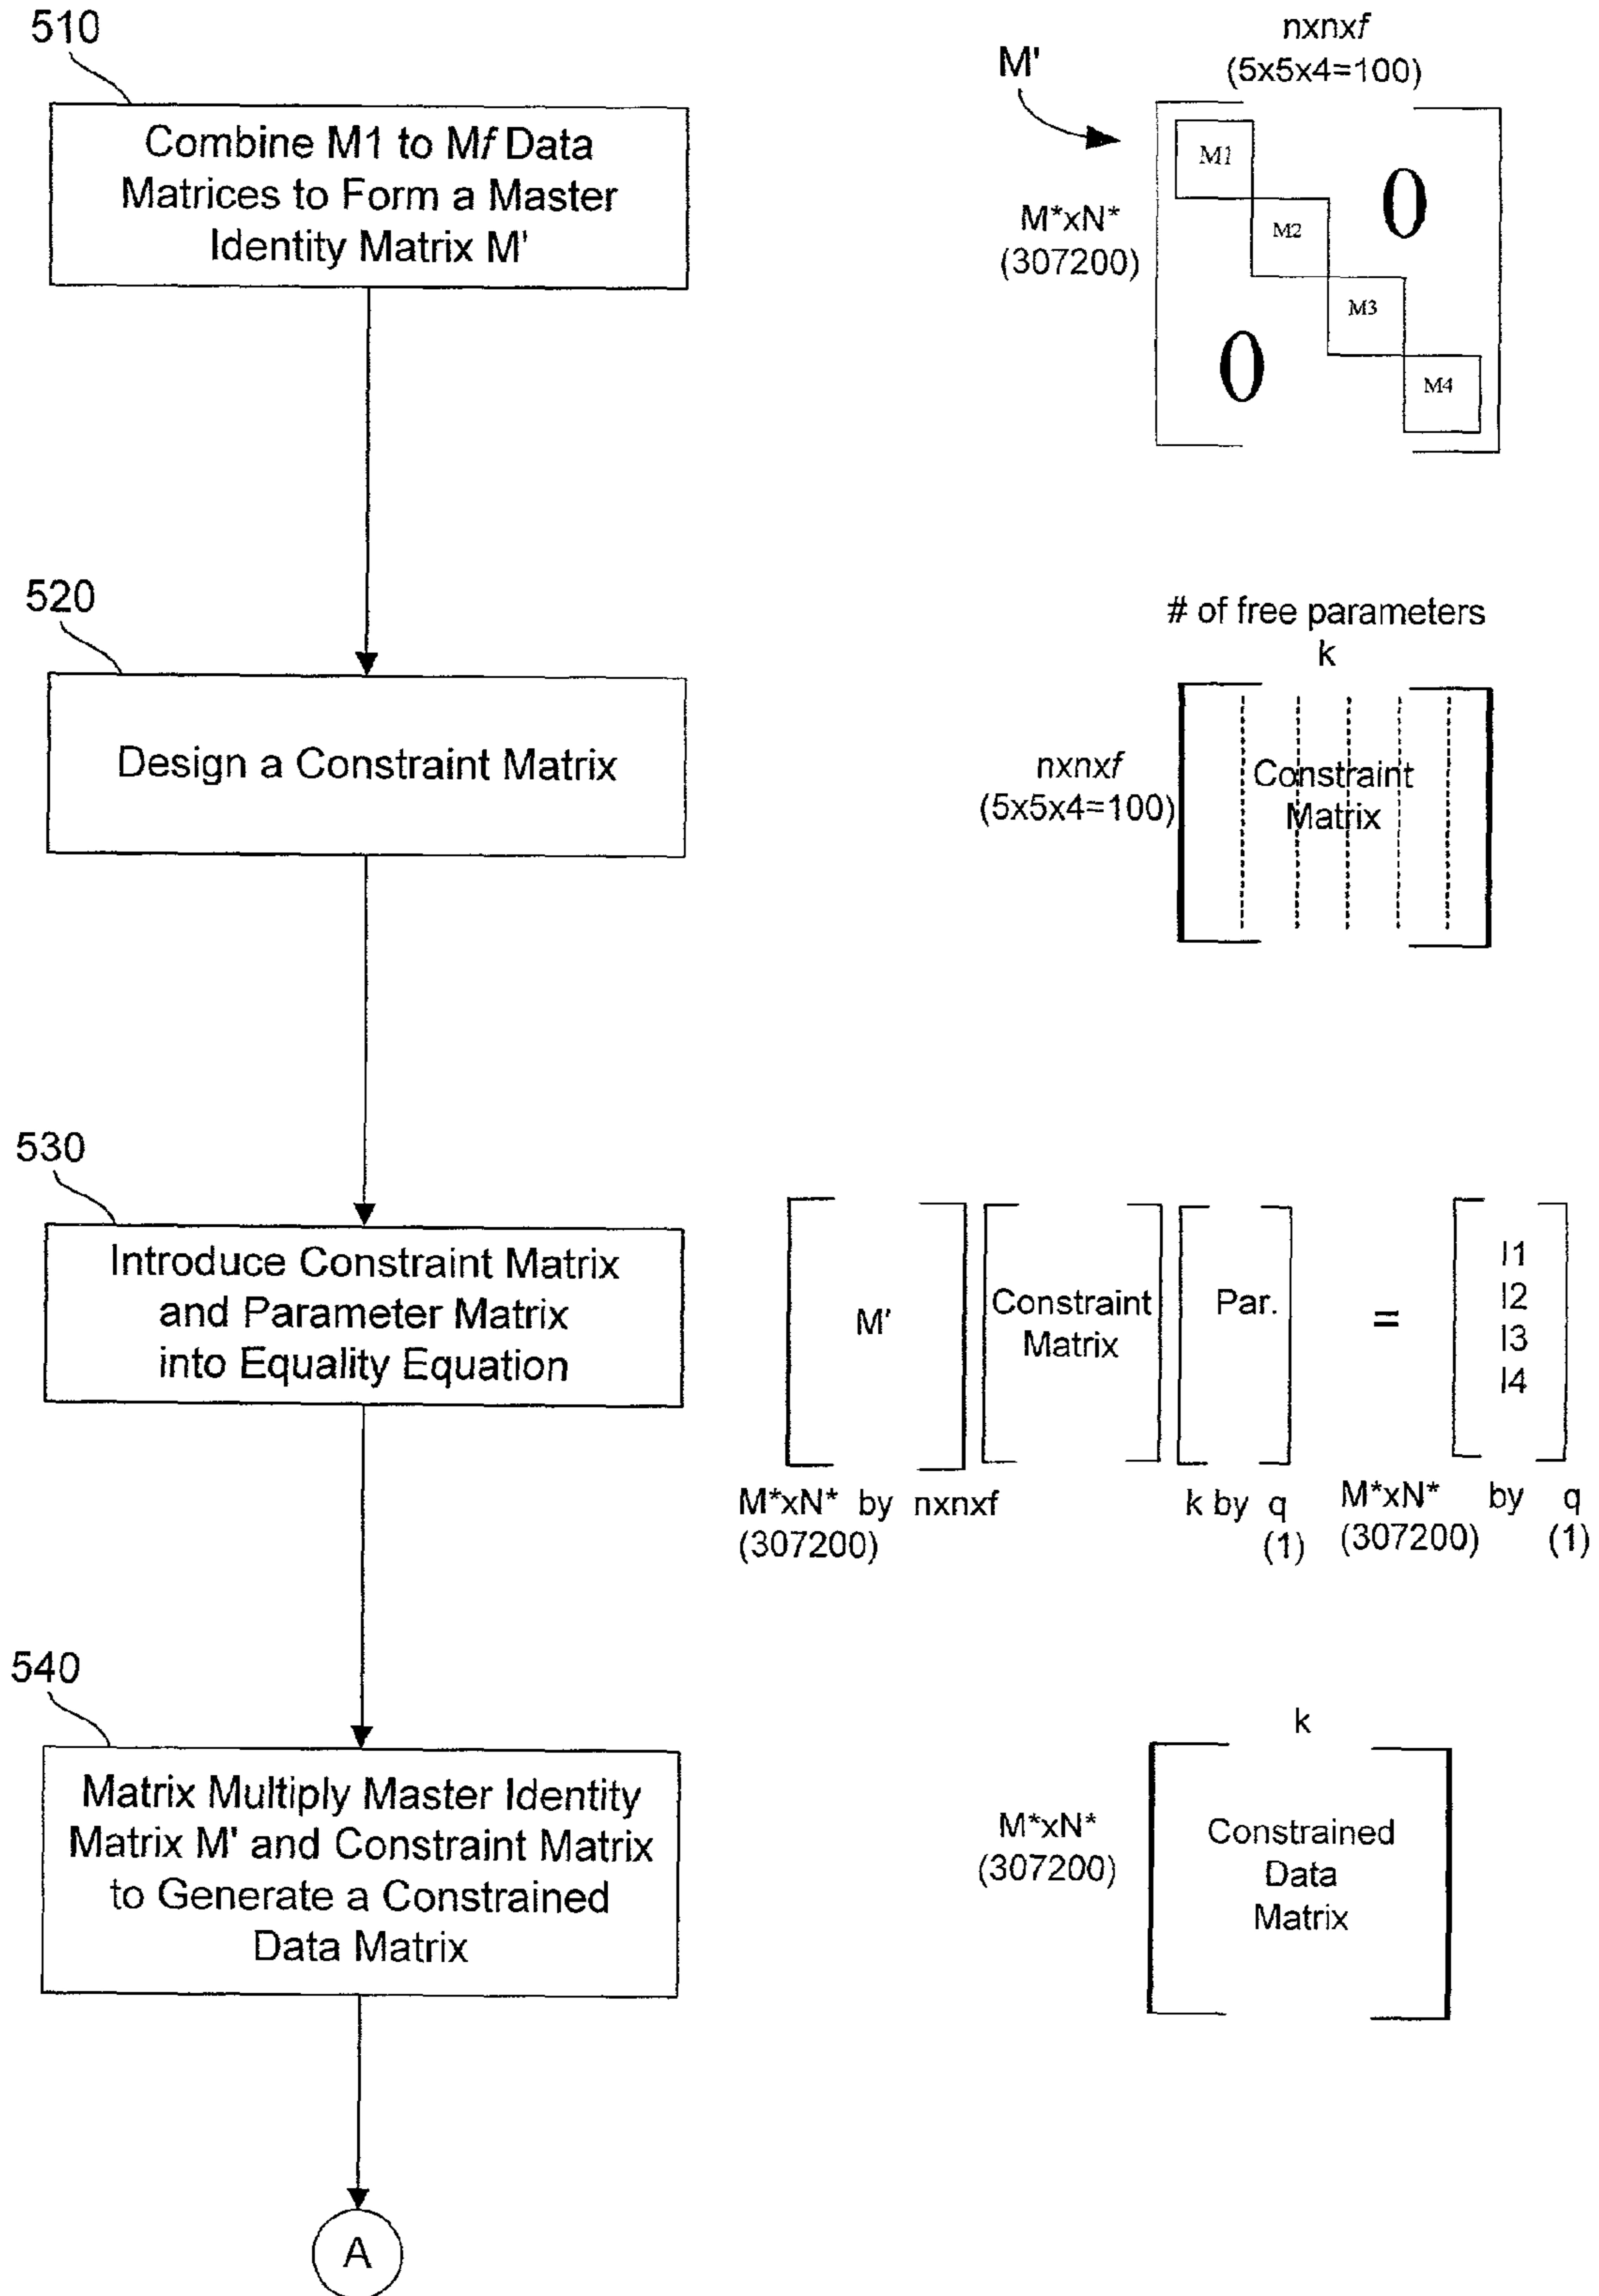 510
Combine M1 to Mf Data
Matrices to Form a Master
Identity Matrix M'
M'
nxnxf
(5x5x4=100)
M*xN*
(307200)
M1
M2
M3
M4
0
0
520
Design a Constraint Matrix
# of free parameters
k
nxnxf
(5x5x4=100)
Constraint
Matrix
530
Introduce Constraint Matrix
and Parameter Matrix
into Equality Equation
M'
Constraint
Matrix
Par.
=
I1
I2
I3
I4
M*xN* by nxnxf
(307200)
k by q
(1)
M*xN* by q
(307200) (1)
540
Matrix Multiply Master Identity
Matrix M' and Constraint Matrix
to Generate a Constrained
Data Matrix
k
M*xN*
(307200)
Constrained
Data
Matrix
A